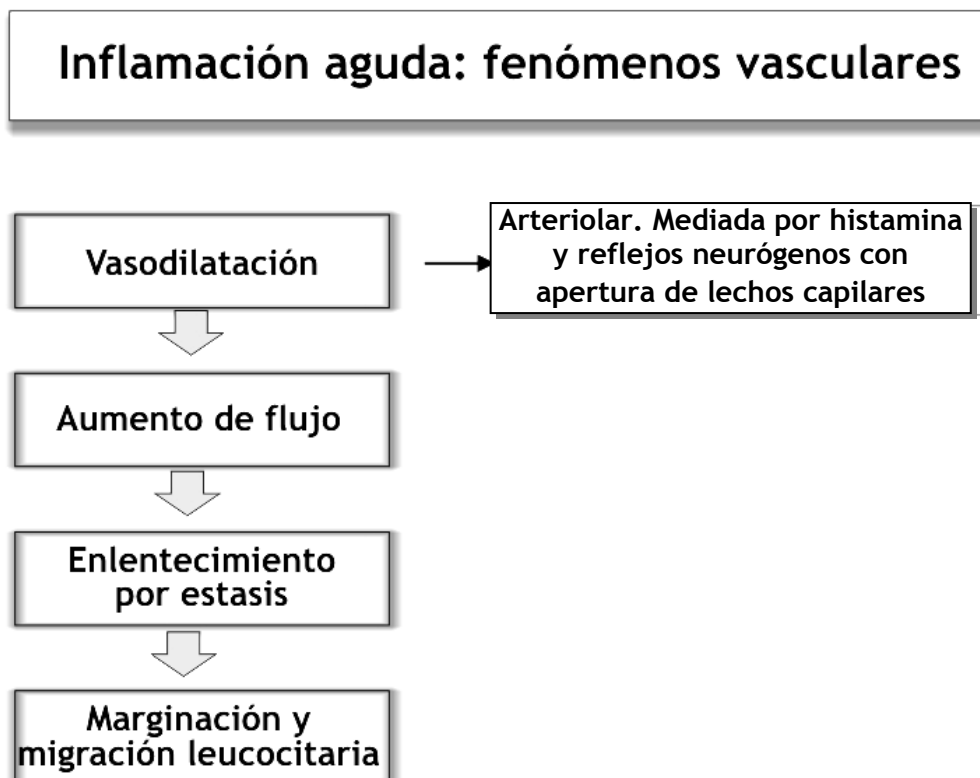 Inflamación aguda: fenómenos vasculares
Vasodilatación
Arteriolar. Mediada por histamina
y reflejos neurógenos con
apertura de lechos capilares
Aumento de flujo
Enlentecimiento
por estasis
Marginación y
migración leucocitaria